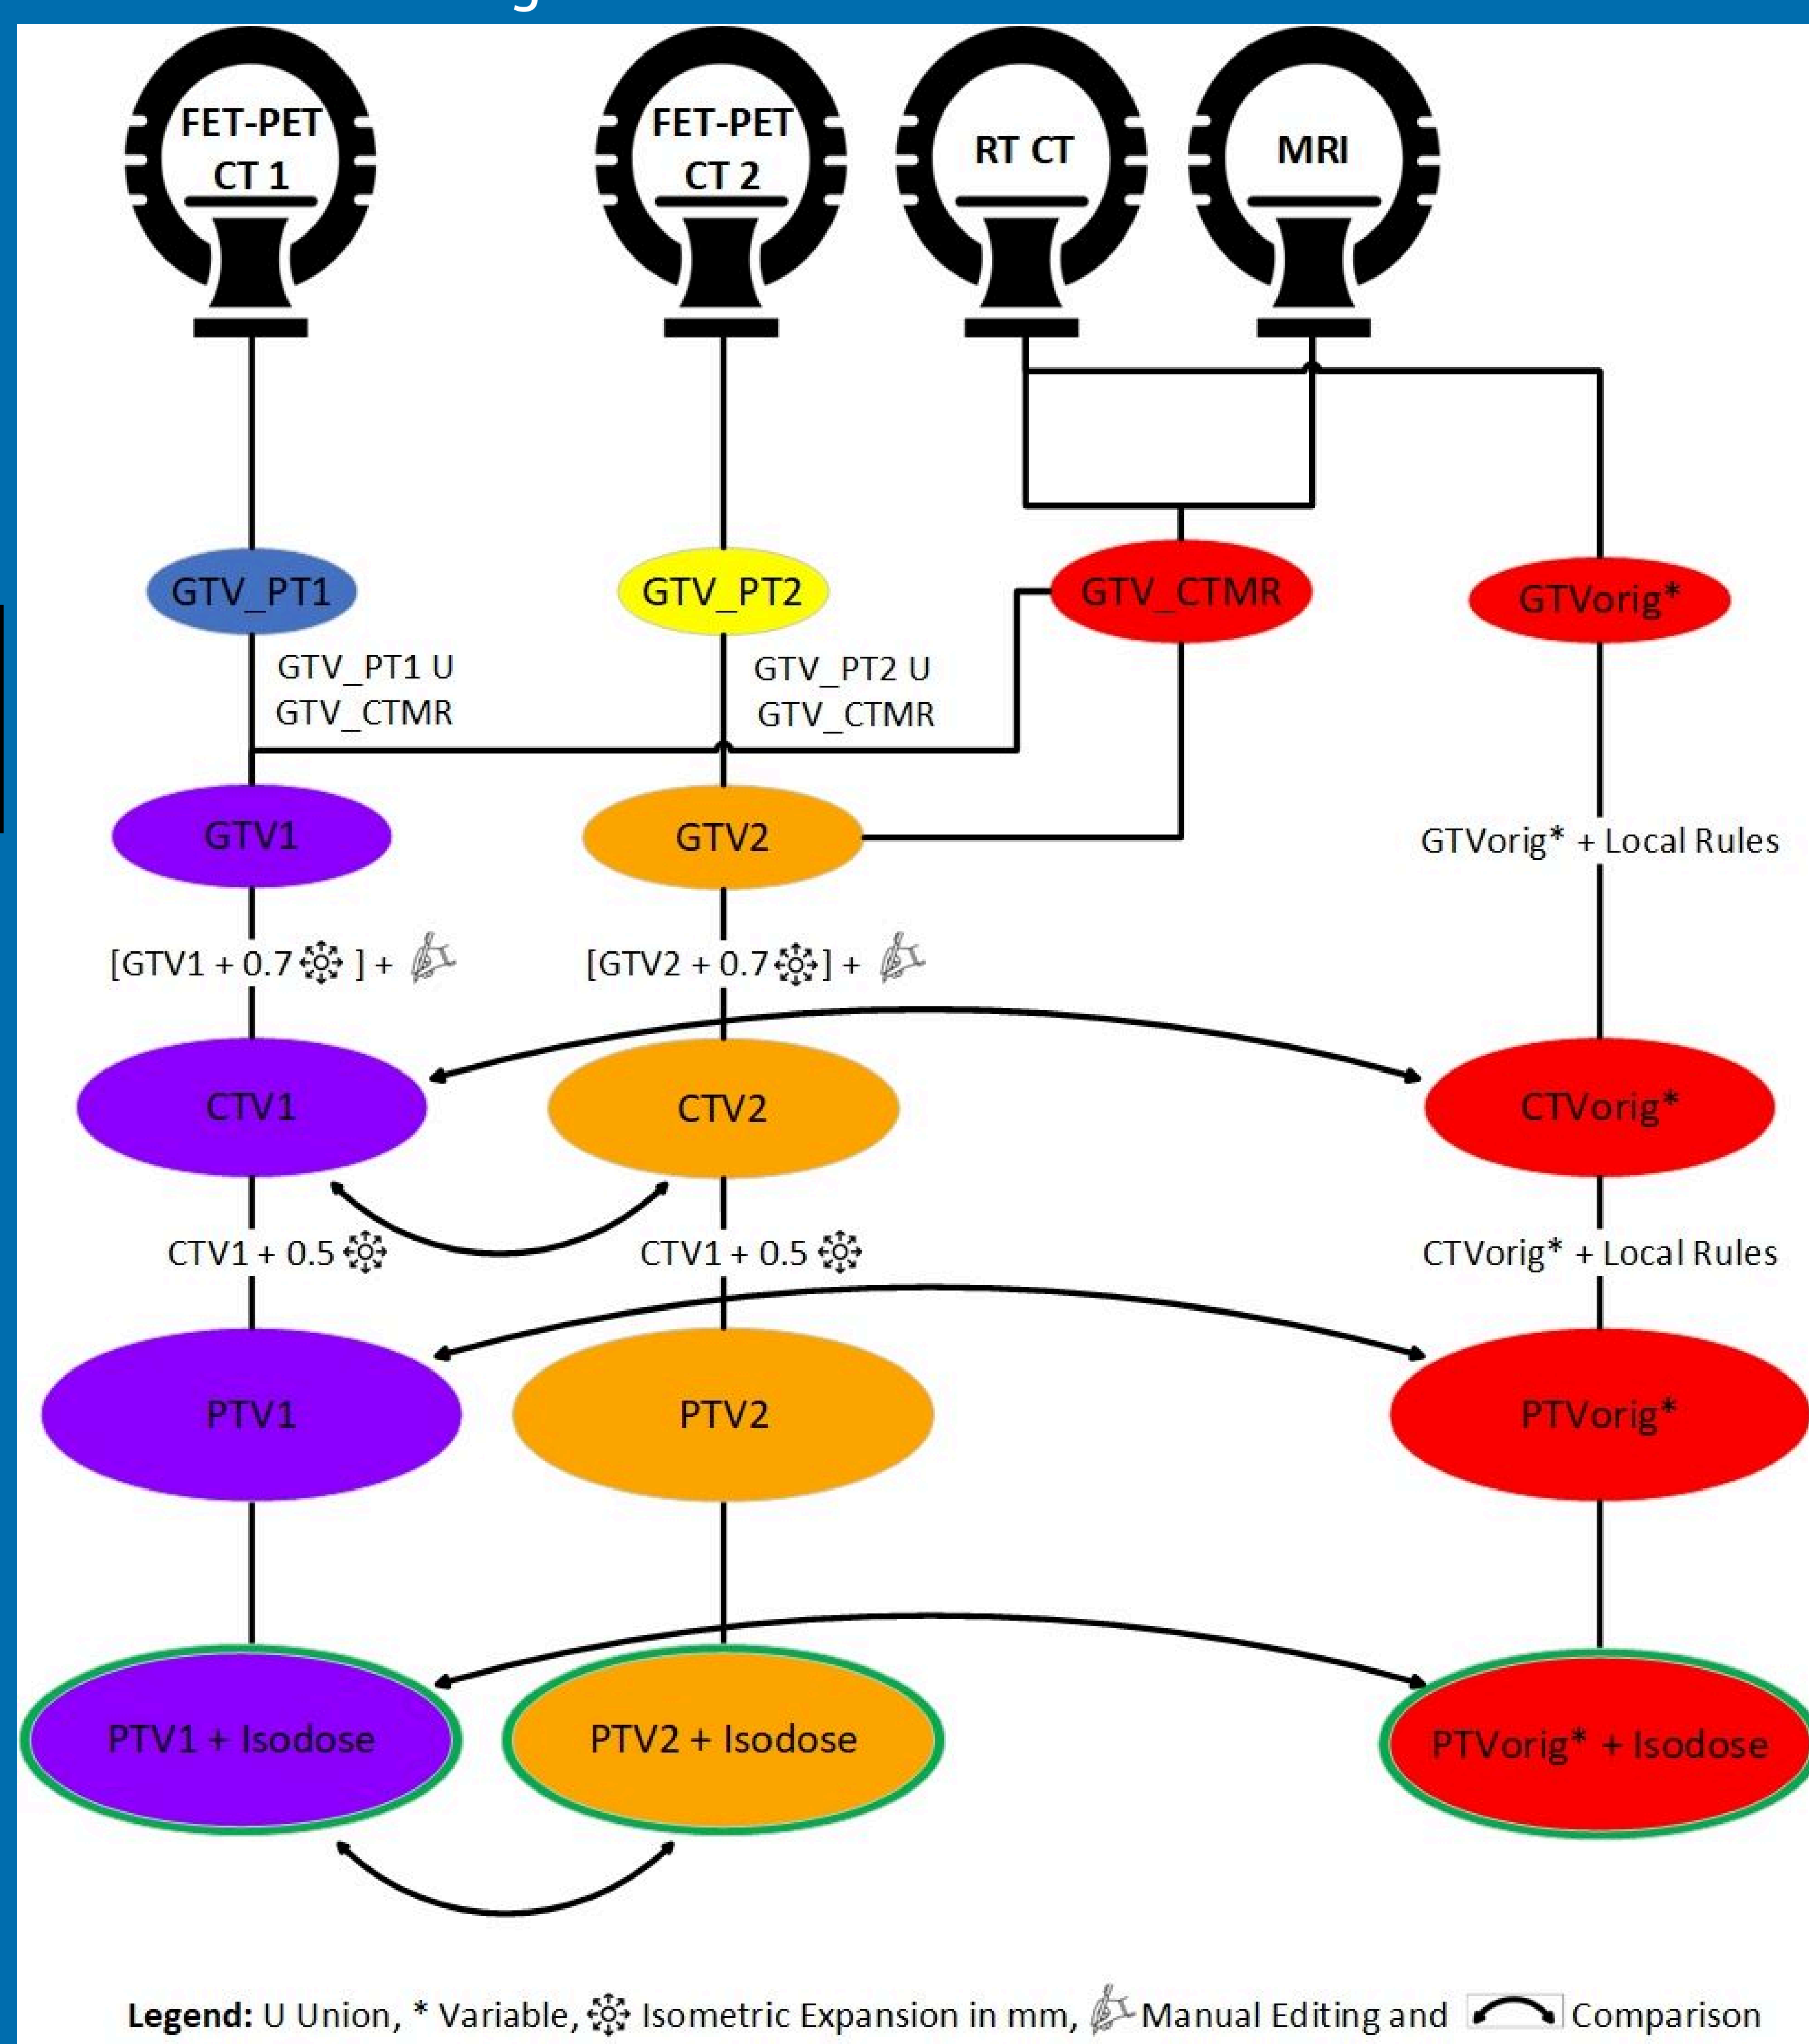 FET-PET
CT 1
FET-PET
CT 2
RT CT
MRI
GTV_PT1
GTV_PT2
GTV_CTMR
GTVorig*
GTV_PT1 U
GTV_CTMR
GTV_PT2 U
GTV_CTMR
GTV1
GTV2
GTVorig* + Local Rules
[GTV1 + 0.7 ] +
[GTV2 + 0.7 ] +
CTV1
CTV2
CTVorig*
CTV1 + 0.5
CTV1 + 0.5
CTVorig* + Local Rules
PTV1
PTV2
PTVorig*
PTV1 + Isodose
PTV2 + Isodose
PTVorig* + Isodose
Legend: U Union, * Variable, Isometric Expansion in mm, Manual Editing and Comparison